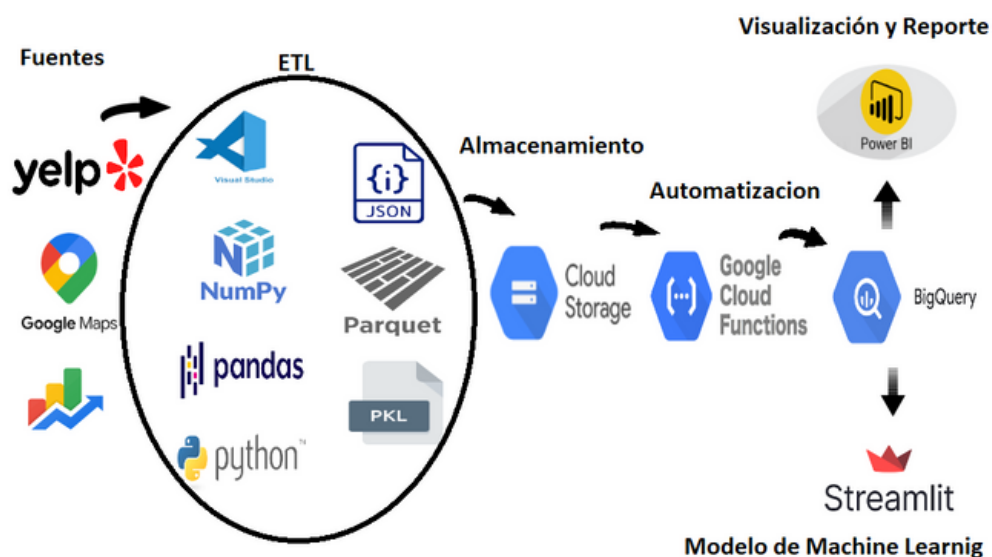 Visualización y Reporte
Fuentes
ETL
Power BI
yelp
Visual Studio
{i}
JSON
Almacenamiento
Automatizacion
Google Maps
NumPy
Parquet
Cloud
Storage
Google
Cloud
Functions
BigQuery
pandas
PKL
python™
Streamlit
Modelo de Machine Learnig